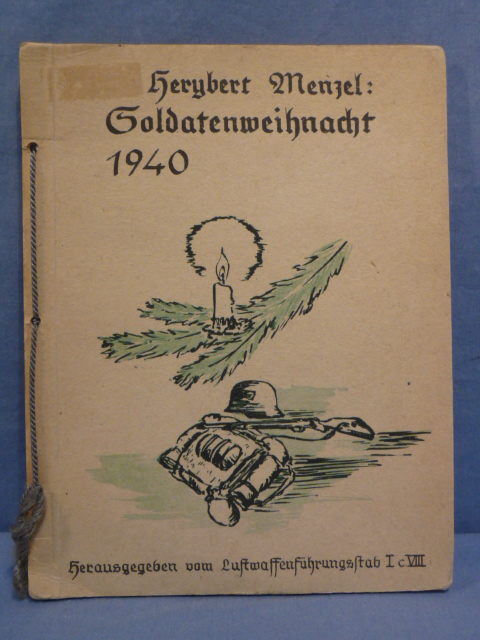 Herybert Menzel:
Soldatenweihnacht
1940
Herausgegeben vom Luftwaffenführungsstab I c VIII